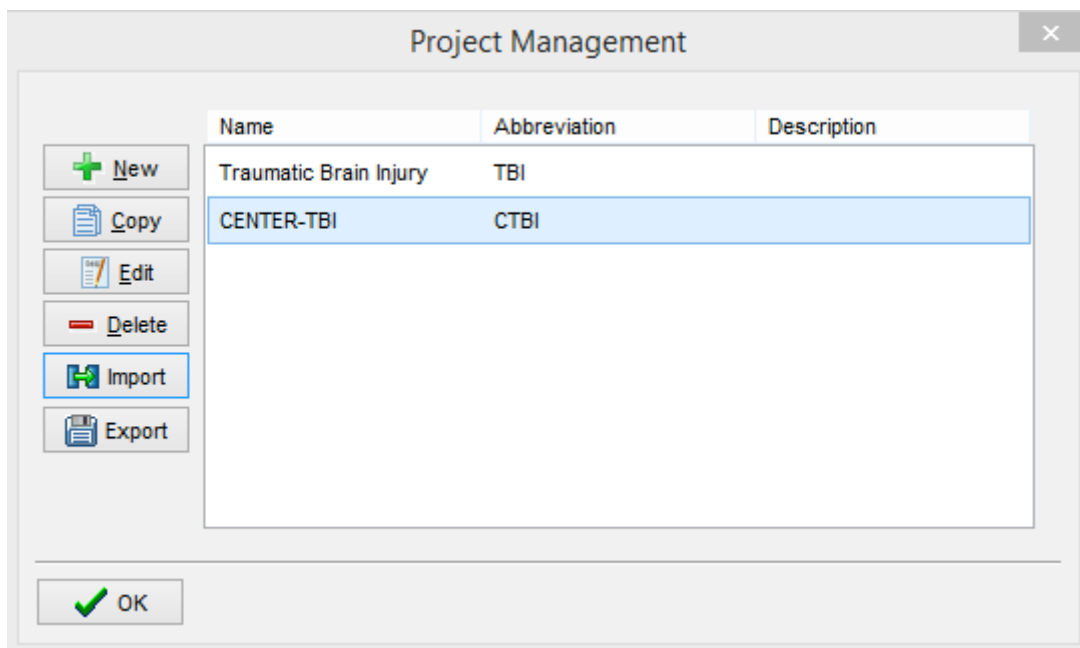 Project Management
Name Abbreviation Description
New
Traumatic Brain Injury TBI
Copy
CENTER-TBI CTBI
Edit
Delete
Import
Export
OK